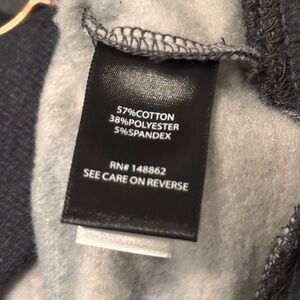 57%COTTON
38%POLYESTER
5%SPANDEX
RN# 148862
SEE CARE ON REVERSE